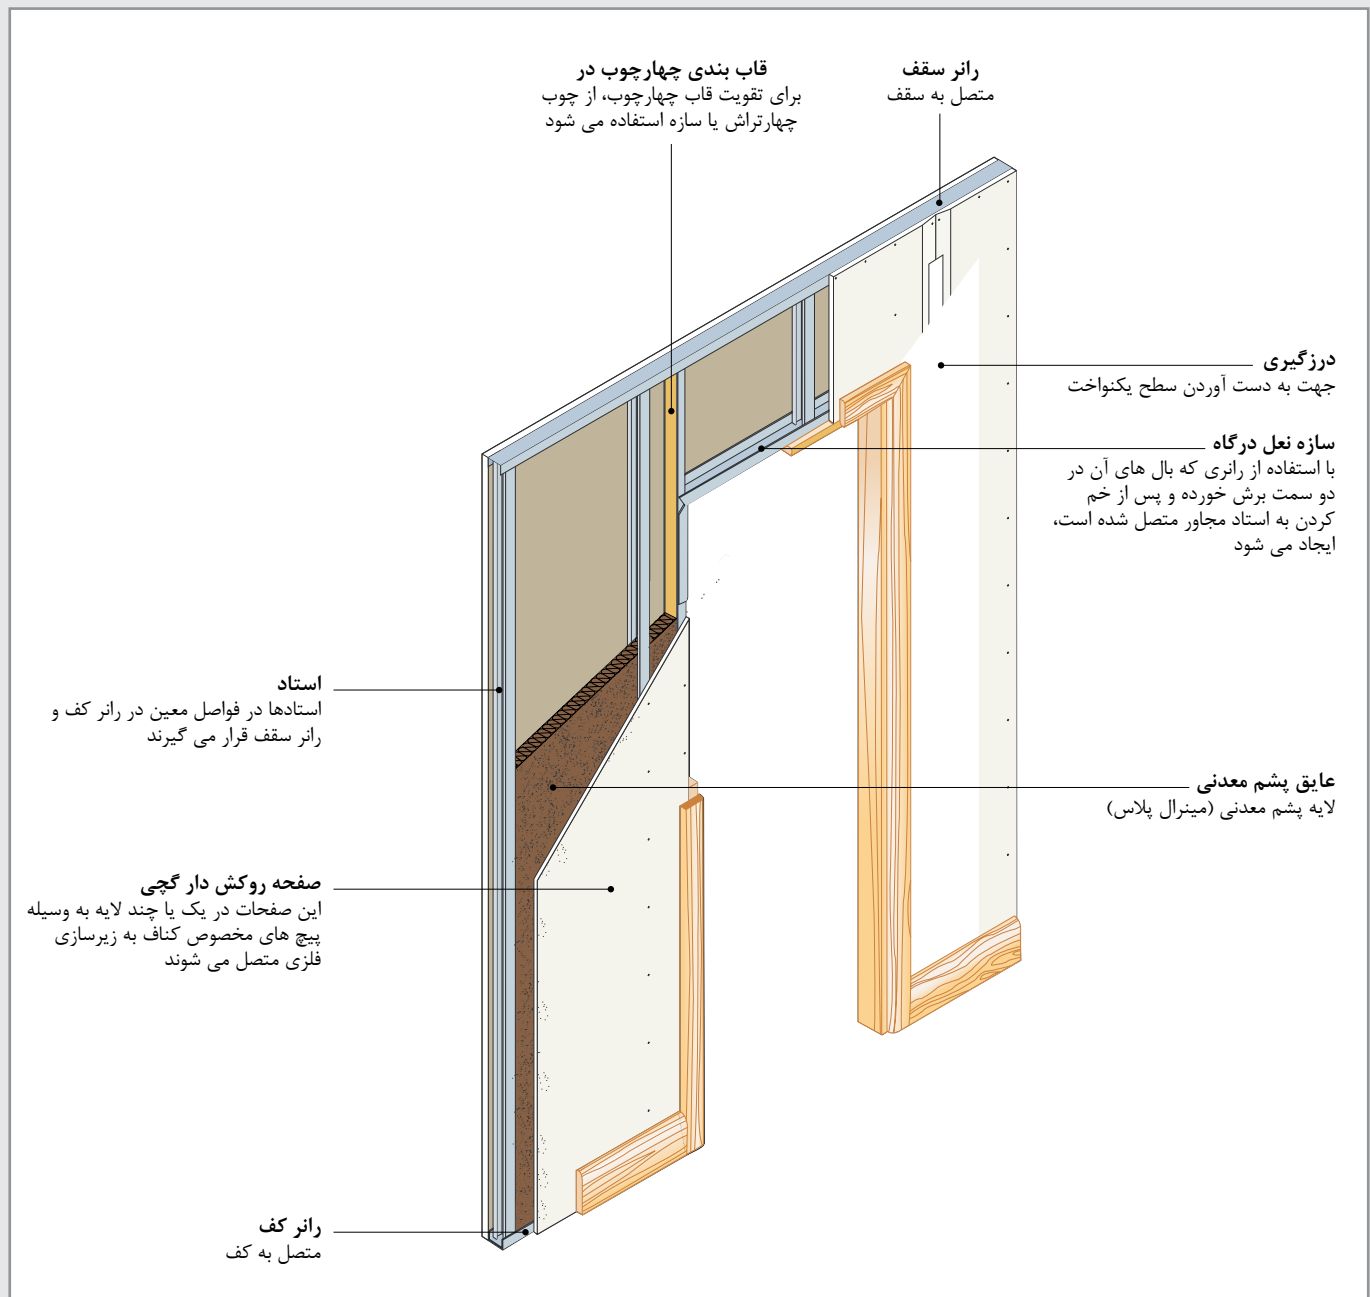 رانر سقف
متصل به سقف
قاب بندی چهارچوب در
برای تقویت قاب چهارچوب، از چوب
چهارتراش یا سازه استفاده می شود
درزگیری
جهت به دست آوردن سطح یکنواخت
سازه نعل درگاه
با استفاده از رانری که بال های آن در
دو سمت برش خورده و پس از خم
کردن به استاد مجاور متصل شده است،
ایجاد می شود
استاد
استادها در فواصل معین در رانر کف و
رانر سقف قرار می گیرند
عایق پشم معدنی
لایه پشم معدنی (مینرال پلاس)
صفحه روکش دار گچی
این صفحات در یک یا چند لایه به وسیله
پیچ های مخصوص کناف به زیرسازی
فلزی متصل می شوند
رانر کف
متصل به کف